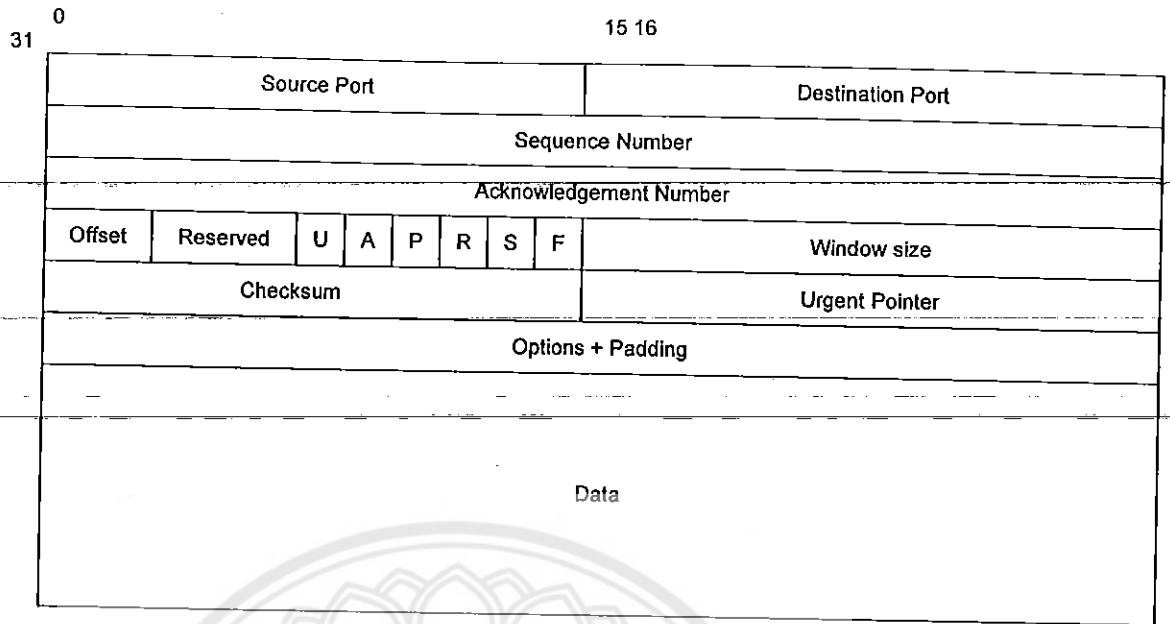 0
15 16
31
Source Port Destination Port
Sequence Number
Acknowledgement Number
Offset Reserved U A P R S F Window size
Checksum Urgent Pointer
Options + Padding
Data